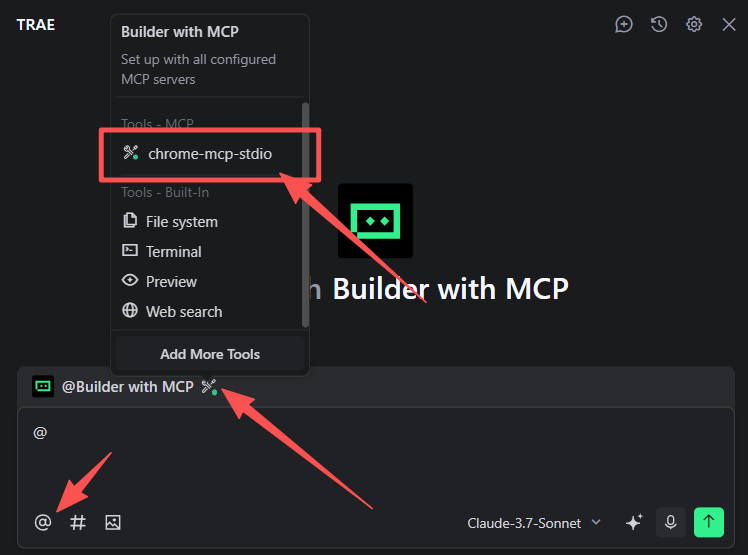 TRAE
Builder with MCP
Set up with all configured
MCP servers
Tools - MCP
chrome-mcp-stdio
Tools - Built-In
File system
Terminal
Preview
Web search
Add More Tools
h Builder with MCP
@Builder with MCP
@
Claude-3.7-Sonnet